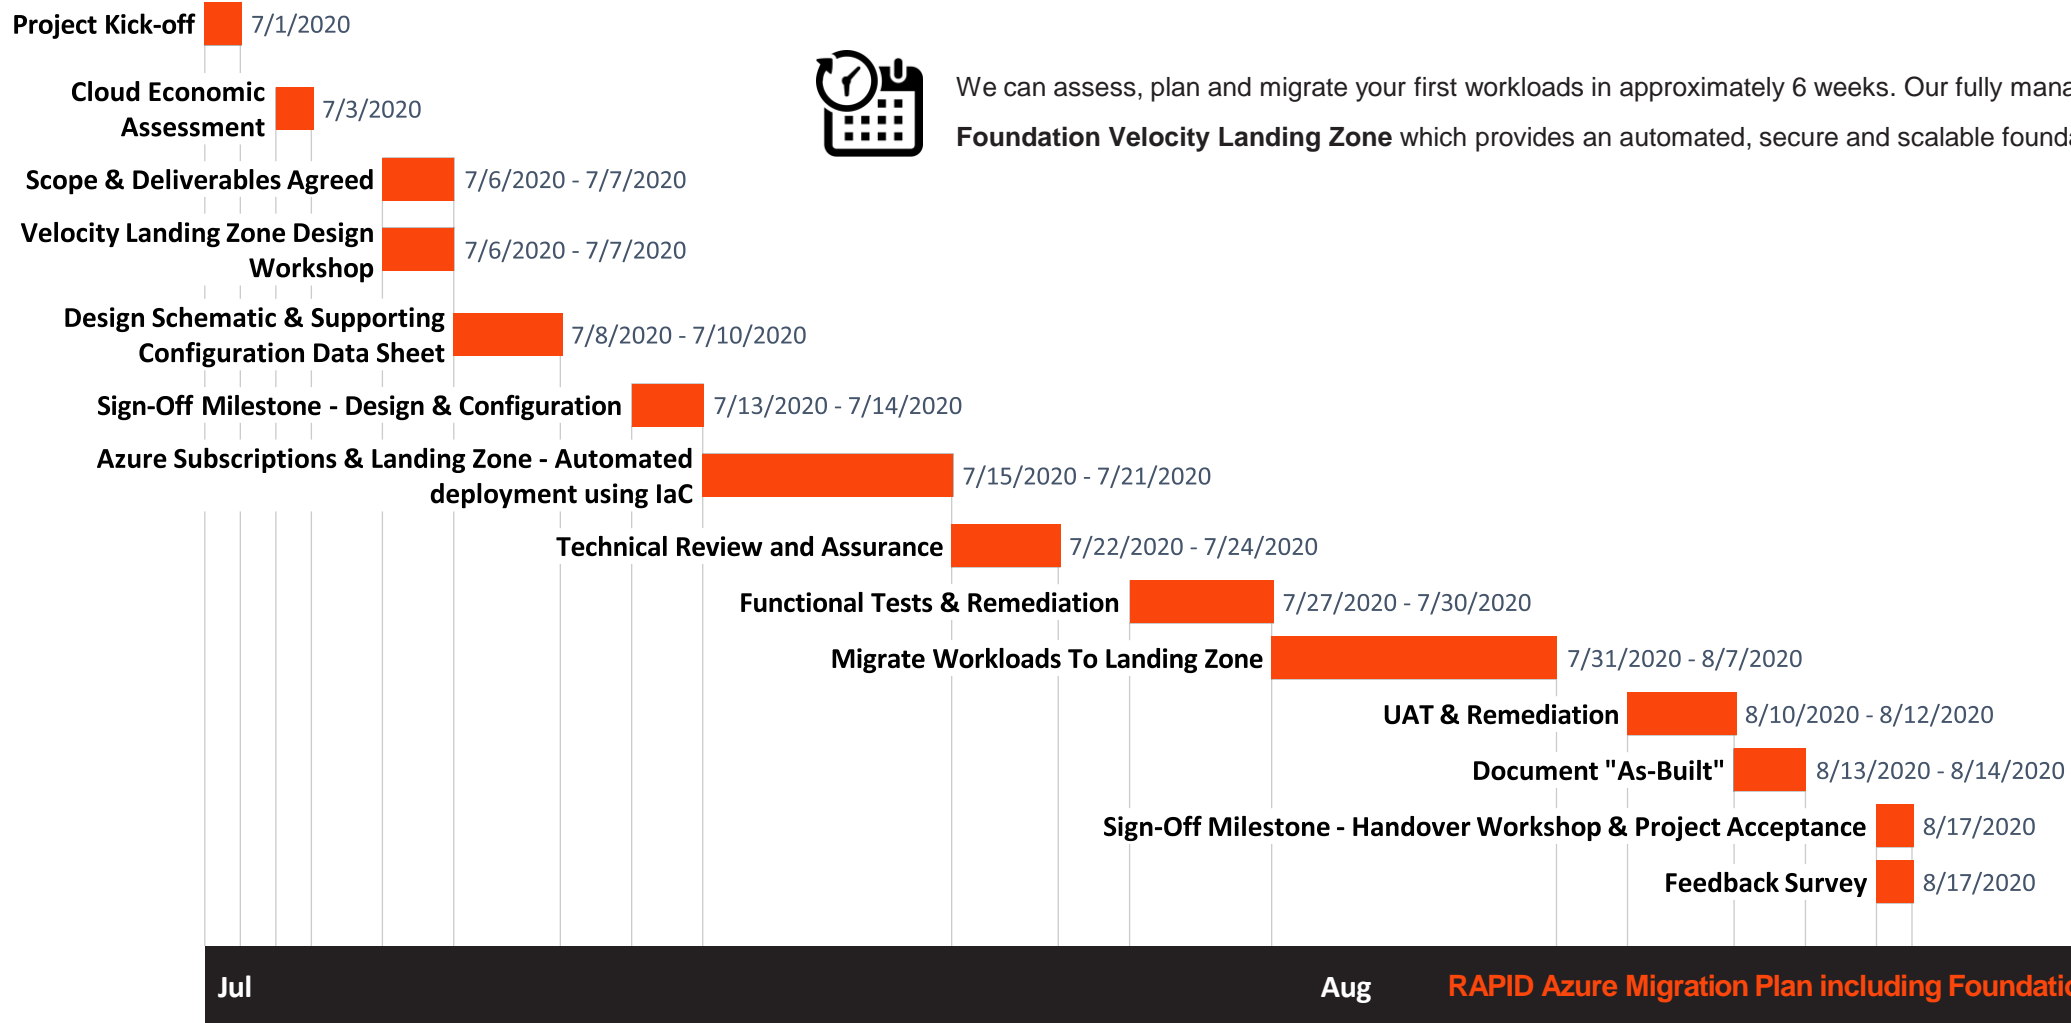 Project Kick-off 7/1/2020
We can assess, plan and migrate your first workloads in approximately 6 weeks. Our fully
Foundation Velocity Landing Zone which provides an automated, secure and scalable
Cloud Economic
Assessment
7/3/2020
Scope & Deliverables Agreed 7/6/2020 - 7/7/2020
Velocity Landing Zone Design
Workshop
7/6/2020 - 7/7/2020
Design Schematic & Supporting
Configuration Data Sheet
7/8/2020 - 7/10/2020
Sign-Off Milestone - Design & Configuration 7/13/2020 - 7/14/2020
Azure Subscriptions & Landing Zone - Automated
deployment using IaC
7/15/2020 - 7/21/2020
Technical Review and Assurance 7/22/2020 - 7/24/2020
Functional Tests & Remediation 7/27/2020 - 7/30/2020
Migrate Workloads To Landing Zone 7/31/2020 - 8/7/2020
UAT & Remediation 8/10/2020 - 8/12/2020
Document "As-Built" 8/13/2020 - 8/14/2020
Sign-Off Milestone - Handover Workshop & Project Acceptance 8/17/2020
Feedback Survey 8/17/2020
Jul Aug RAPID Azure Migration Plan including